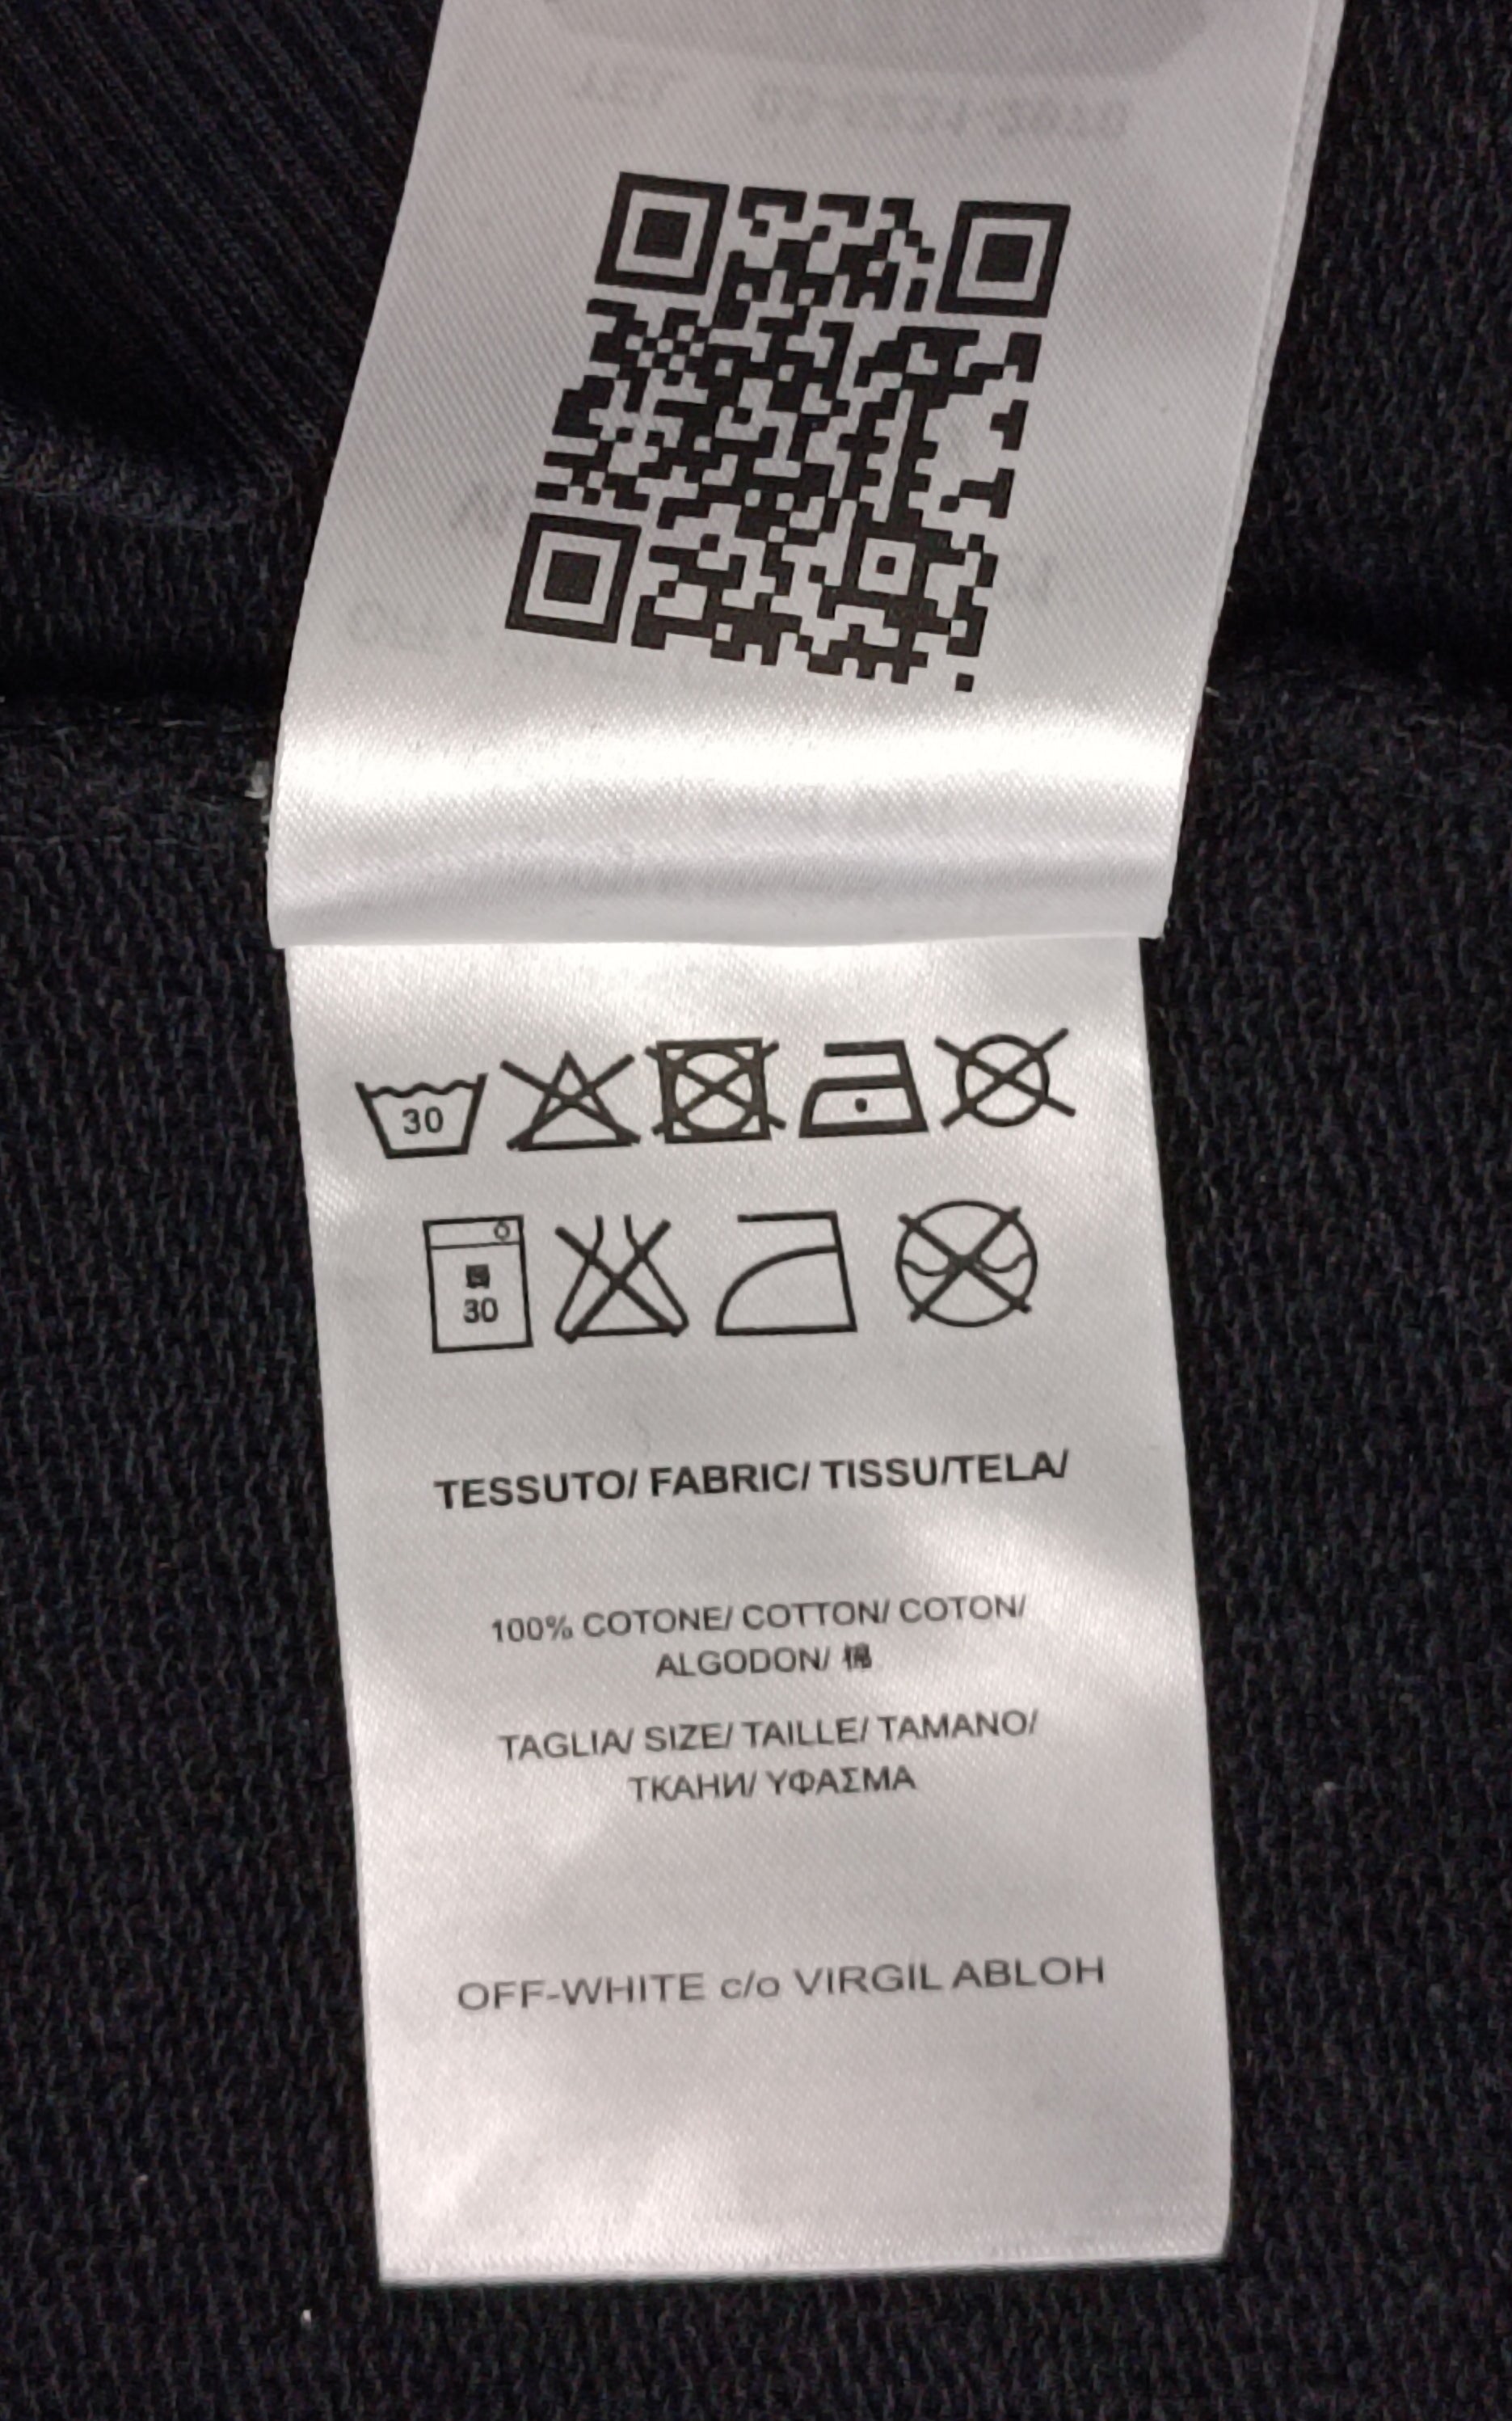 30
30
TESSUTO/ FABRIC/ TISSU/TELA/
100% COTONE/ COTTON/ COTON/
ALGODON/ 棉
TAGLIA/ SIZE/ TAILLE/ TAMANO/
ТКАНИ/ ΥΦΑΣΜΑ
OFF-WHITE c/o VIRGIL ABLOH